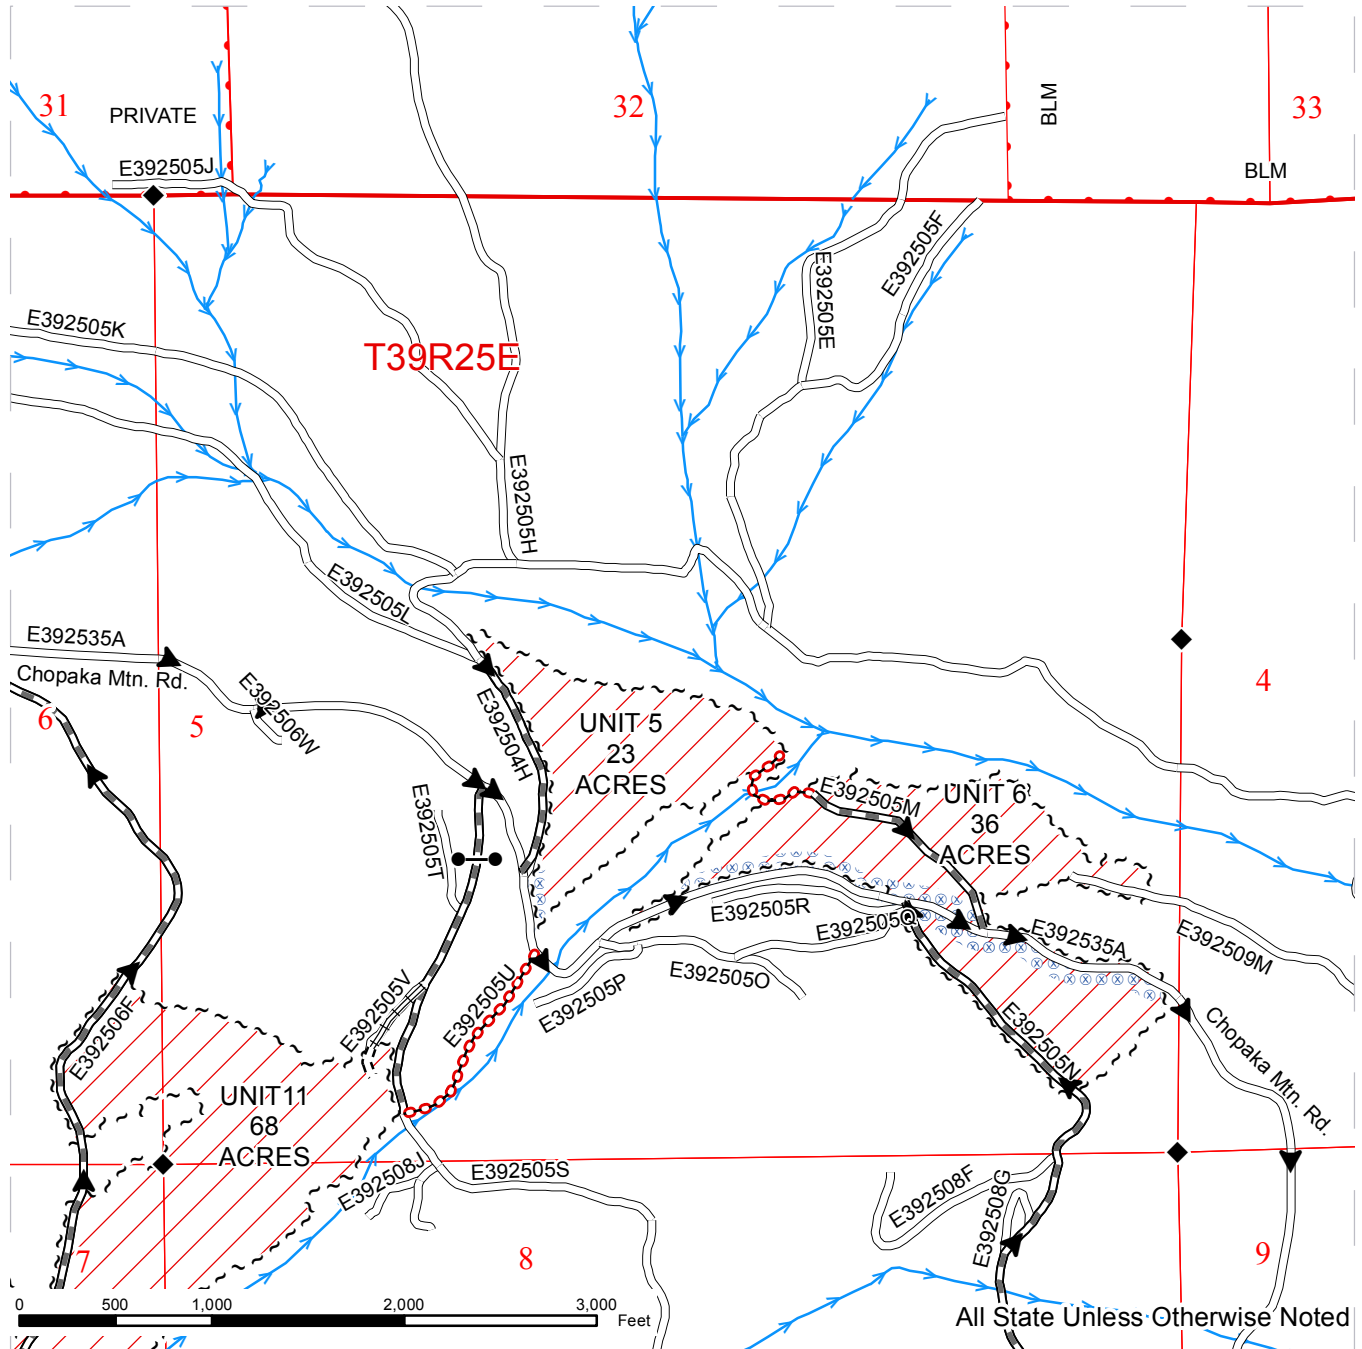 31
PRIVATE
32
BLM
33
E392505J
BLM
E392505F
E392505E
E392505K
T39R25E
E392505H
E392505L
E392535A
Chopaka Mtn. Rd.
4
6
5
E392506W
E392504H
UNIT 5
23
ACRES
E392505M
UNIT 6
36
ACRES
E392505T
E392505R
E392505Q
E392535A
E392509M
E392505O
E392505P
E392505U
E392505V
E392506F
E392505N
Chopaka Mtn. Rd.
UNIT11
68
ACRES
E392508J
E392505S
E392508F
E392508G
7
8
9
0 500 1,000 2,000 3,000
Feet
All State Unless Otherwise Noted